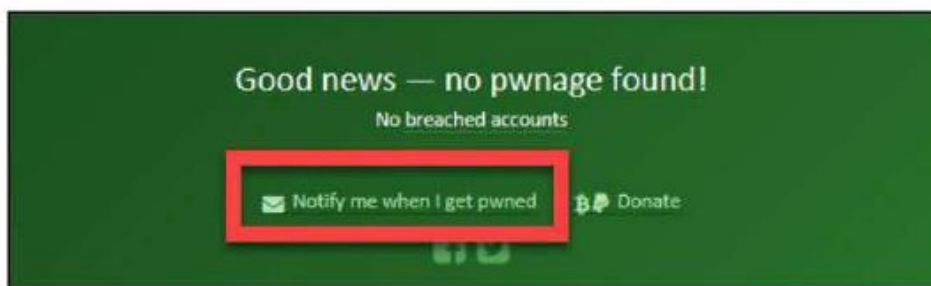 Good news — no pwnage found!
No breached accounts
Notify me when I get pwned Donate